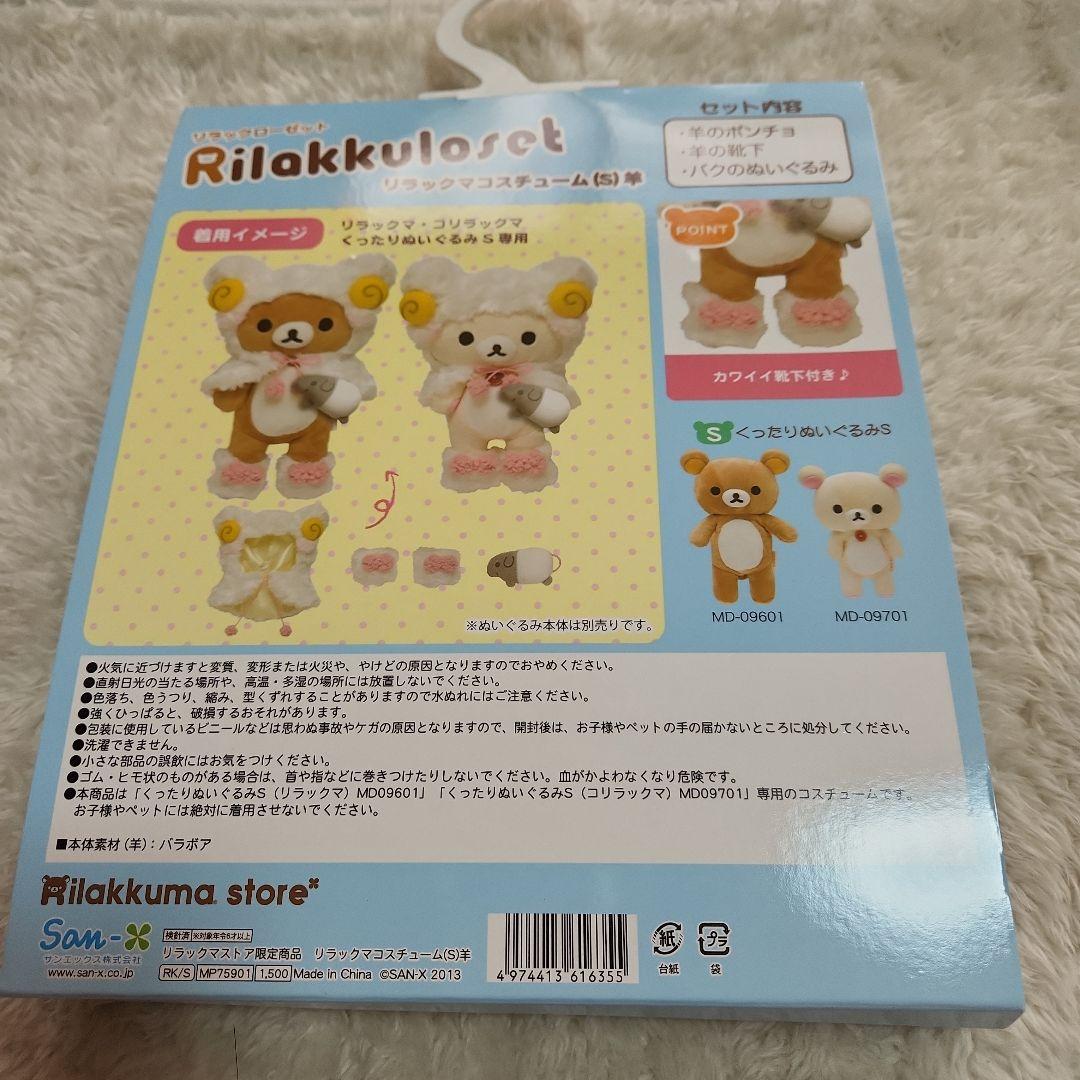 リラックローゼット
Rilakkuloset
リラックマコスチューム(S)羊
セット内容
・羊のポンチョ
・羊の靴下
・バクのぬいぐるみ
着用イメージ
リラックマ・コリラックマ
くったりぬいぐるみS専用
※ぬいぐるみ本体は別売りです。
POINT
カワイイ靴下付き♪
S くったりぬいぐるみS
MD-09601
MD-09701
●火気に近づけますと変質、変形または火災や、やけどの原因となりますのでおやめください。
●直射日光の当たる場所や、高温・多湿の場所には放置しないでください。
●色落ち、色うつり、縮み、型くずれすることがありますので水ぬれにはご注意ください。
●強くひっぱると、破損するおそれがあります。
●包装に使用しているビニールなどは思わぬ事故やケガの原因となりますので、開封後は、お子様やペットの手の届かないところに処分してください。
●洗濯できません。
●小さな部品の誤飲にはお気をつけください。
●ゴム・ヒモ状のものがある場合は、首や指などに巻きつけたりしないでください。血がかよわなくなり危険です。
●本商品は「くったりぬいぐるみS（リラックマ）MD09601」「くったりぬいぐるみS（コリラックマ）MD09701」専用のコスチュームです。
お子様やペットには絶対に着用させないでください。
■本体素材（羊）：バラボア
Rilakkuma store
San-X
サンエックス株式会社
www.san-x.co.jp
検針済 ※対象年令6才以上
リラックマストア限定商品 リラックマコスチューム(S)羊
RK/S MP75901 1,500 Made in China ©SAN-X 2013
4 974413 616355
紙
台紙
プラ
袋